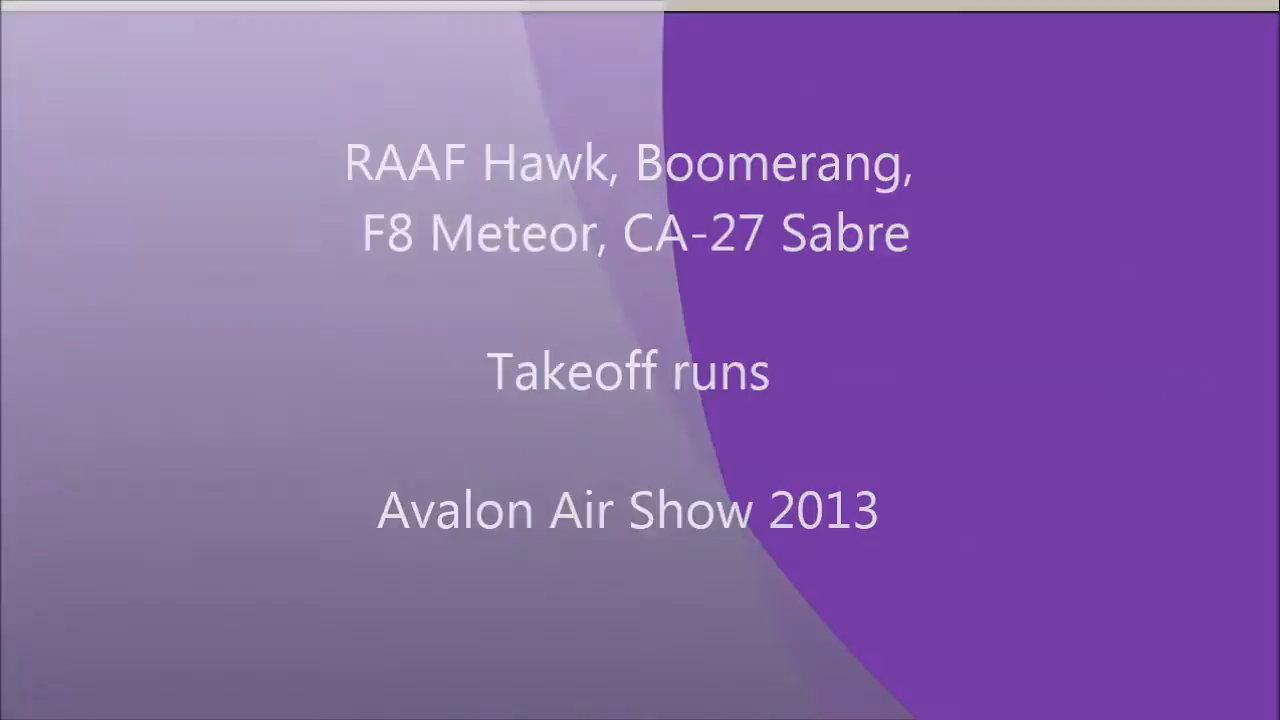 RAAF Hawk, Boomerang,
F8 Meteor, CA-27 Sabre
Takeoff runs
Avalon Air Show 2013